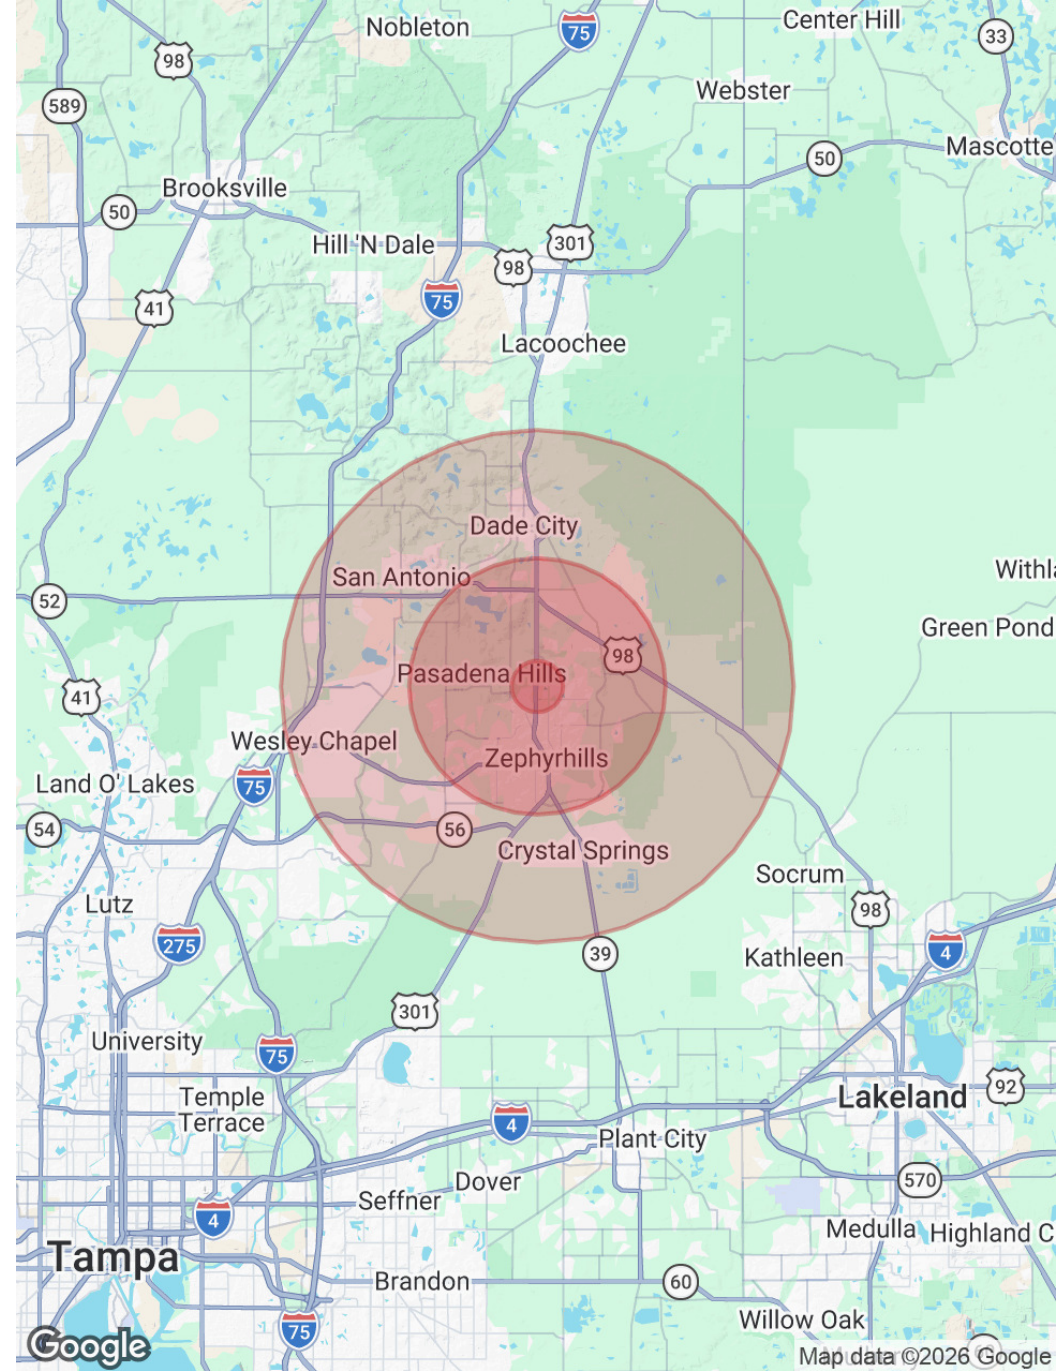 Nobleton
75
Center Hill
33
98
Webster
589
50
Mascotte
Brooksville
50
Hill 'N Dale
301
98
75
41
Lacoochee
Dade City
San Antonio
52
Withla
Green Pond
98
Pasadena Hills
41
Wesley Chapel
Zephyrhills
75
Land O' Lakes
54
56
Crystal Springs
Socrum
Lutz
98
275
39
4
Kathleen
301
University
75
92
Temple
Terrace
Lakeland
4
Plant City
Dover
570
Seffner
4
Medulla
Highland C
Tampa
Brandon
60
Willow Oak
75
Google
Map data ©2026 Google